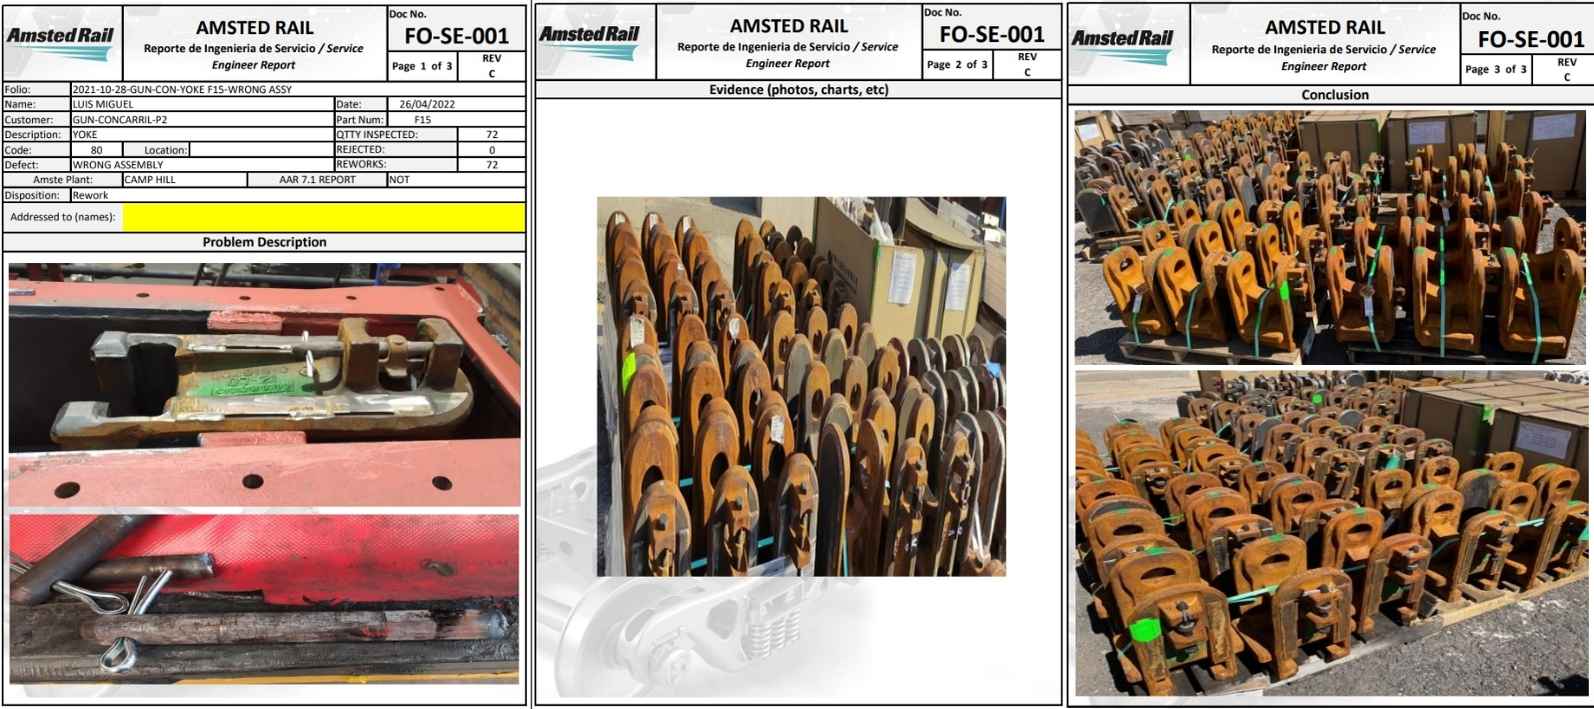 Amsted Rail
AMSTED RAIL
Reporte de Ingenieria de Servicio / Service
Engineer Report
Doc No.
FO-SE-001
Page 1 of 3
REV
C
Folio: 2021-10-28-GUN-CON-YOKE F15-WRONG ASSY
Name: LUIS MIGUEL Date: 26/04/2022
Customer: GUN-CONCARRIL-P2 Part Num: F15
Description: YOKE QTTY INSPECTED: 72
Code: 80 Location: REJECTED: 0
Defect: WRONG ASSEMBLY REWORKS: 72
Amste Plant: CAMP HILL AAR 7.1 REPORT NOT
Disposition: Rework
Addressed to (names):
Problem Description
Amsted Rail
AMSTED RAIL
Reporte de Ingenieria de Servicio / Service
Engineer Report
Doc No.
FO-SE-001
Page 2 of 3
REV
C
Evidence (photos, charts, etc)
Amsted Rail
AMSTED RAIL
Reporte de Ingenieria de Servicio / Service
Engineer Report
Doc No.
FO-SE-001
Page 3 of 3
REV
C
Conclusion